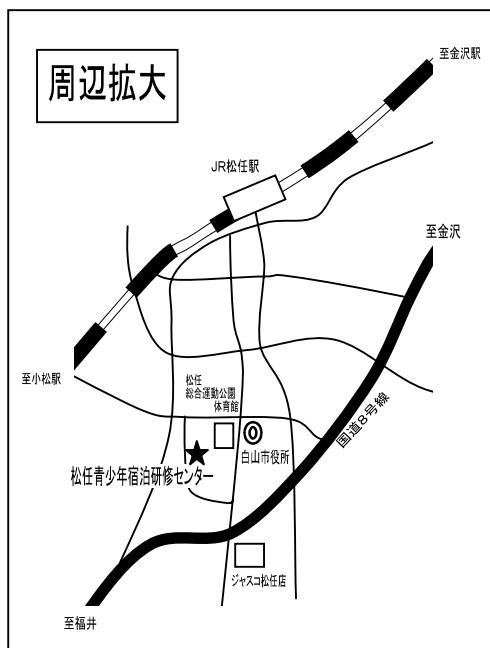 周辺拡大
至金沢駅
JR松任駅
至金沢
至小松駅
松任
総合運動公園
体育館
国道8号線
白山市役所
松任青少年宿泊研修センター
ジャスコ松任店
至福井